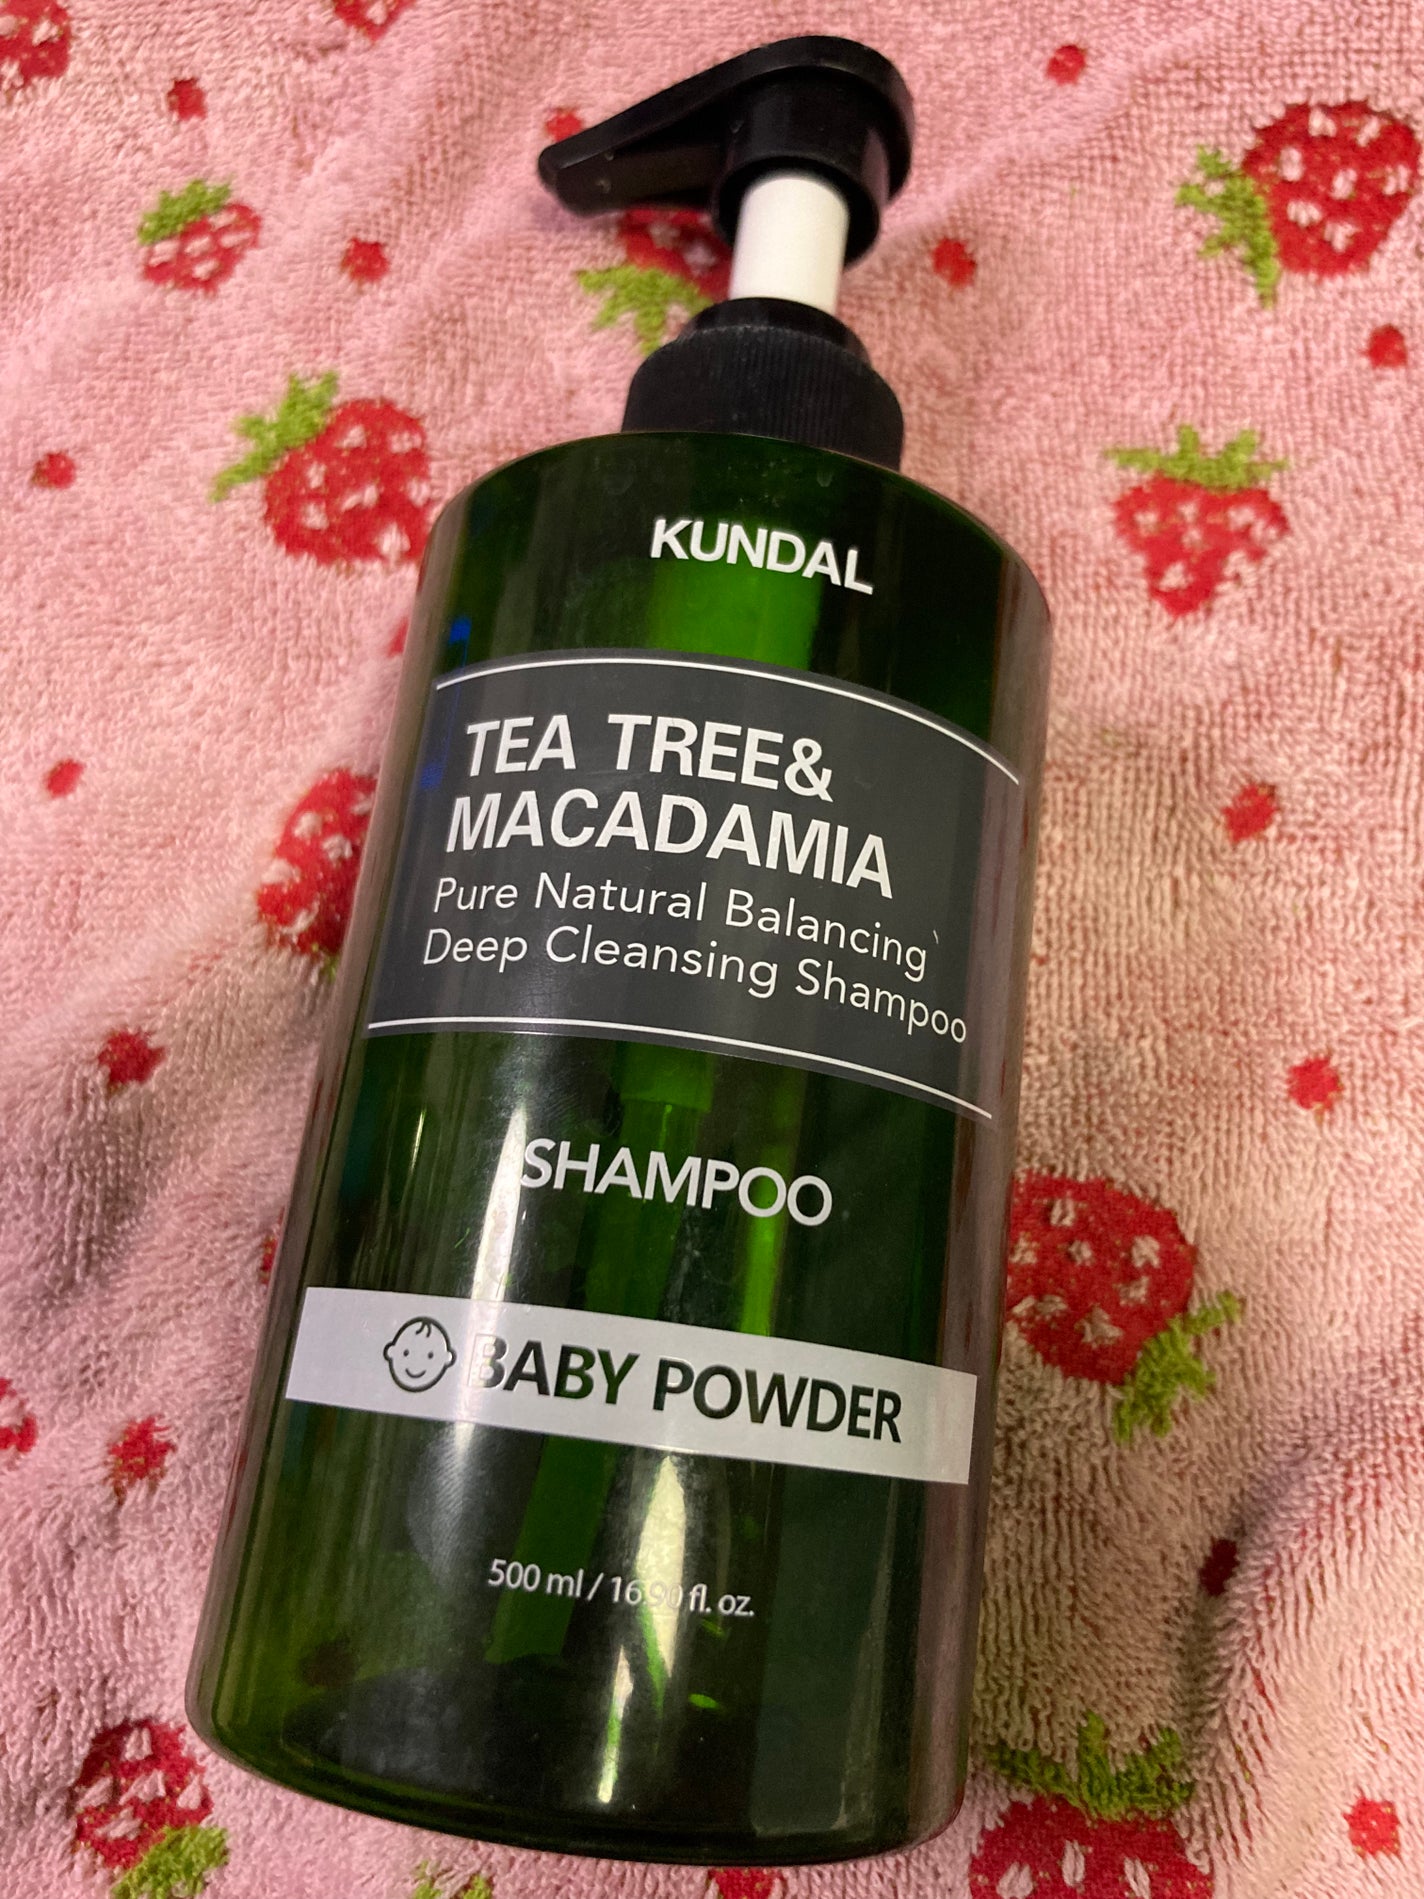 KUNDAL
TEA TREE&
MACADAMIA
Pure Natural Balancing
Deep Cleansing Shampoo
SHAMPOO
BABY POWDER
500 ml / 16.90 fl. oz.